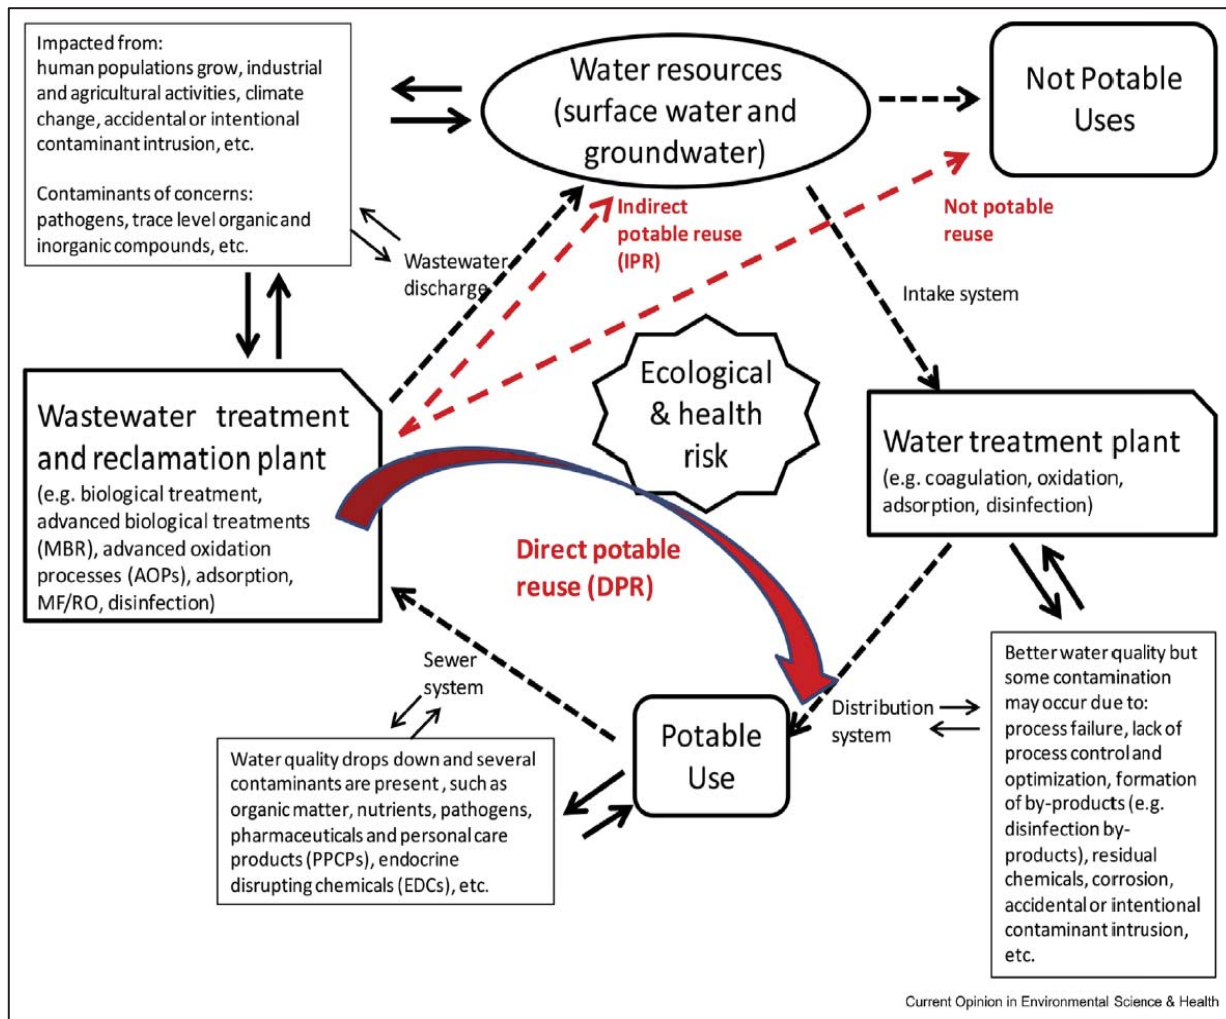 Impacted from:
human populations grow, industrial
and agricultural activities, climate
change, accidental or intentional
contaminant intrusion, etc.
Contaminants of concerns:
pathogens, trace level organic and
inorganic compounds, etc.
Water resources
(surface water and
groundwater)
Not Potable
Uses
Indirect
potable reuse
(IPR)
Not potable
reuse
Wastewater
discharge
Intake system
Wastewater treatment
and reclamation plant
(e.g. biological treatment,
advanced biological treatments
(MBR), advanced oxidation
processes (AOPs), adsorption,
MF/RO, disinfection)
Ecological
& health
risk
Water treatment plant
(e.g. coagulation, oxidation,
adsorption, disinfection)
Direct potable
reuse (DPR)
Sewer
system
Potable
Use
Distribution
system
Water quality drops down and several
contaminants are present , such as
organic matter, nutrients, pathogens,
pharmaceuticals and personal care
products (PPCPs), endocrine
disrupting chemicals (EDCs), etc.
Better water quality but
some contamination
may occur due to:
process failure, lack of
process control and
optimization, formation
of by-products (e.g.
disinfection by-
products), residual
chemicals, corrosion,
accidental or intentional
contaminant intrusion,
etc.
Current Opinion in Environmental Science & Health